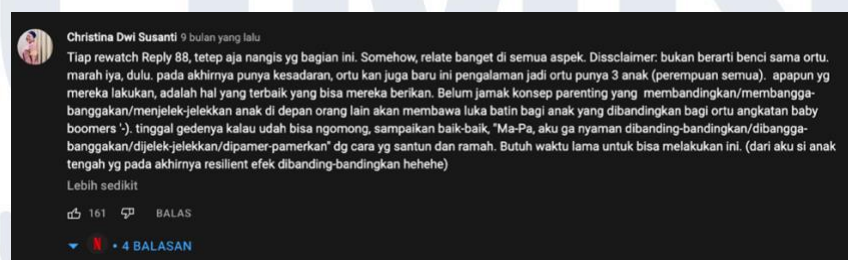 Christina Dwi Susanti 9 bulan yang lalu
Tiap rewatch Reply 88, tetep aja nangis yg bagian ini. Somehow, relate banget di semua aspek. Dissclaimer: bukan berarti benci sama ortu.
marah iya, dulu. pada akhirnya punya kesadaran, ortu kan juga baru ini pengalaman jadi ortu punya 3 anak (perempuan semua). apapun yg
mereka lakukan, adalah hal yang terbaik yang bisa mereka berikan. Belum jamak konsep parenting yang membandingkan/membangga-
banggakan/menjelek-jelekkan anak di depan orang lain akan membawa luka batin bagi anak yang dibandingkan bagi ortu angkatan baby
boomers '-). tinggal gedenya kalau udah bisa ngomong, sampaikan baik-baik, "Ma-Pa, aku ga nyaman dibanding-bandingkan/dibangga-
banggakan/dijelek-jelekkan/dipamer-pamerkan" dg cara yg santun dan ramah. Butuh waktu lama untuk bisa melakukan ini. (dari aku si anak
tengah yg pada akhirnya resilient efek dibanding-bandingkan hehehe)
Lebih sedikit
161 BALAS
N • 4 BALASAN